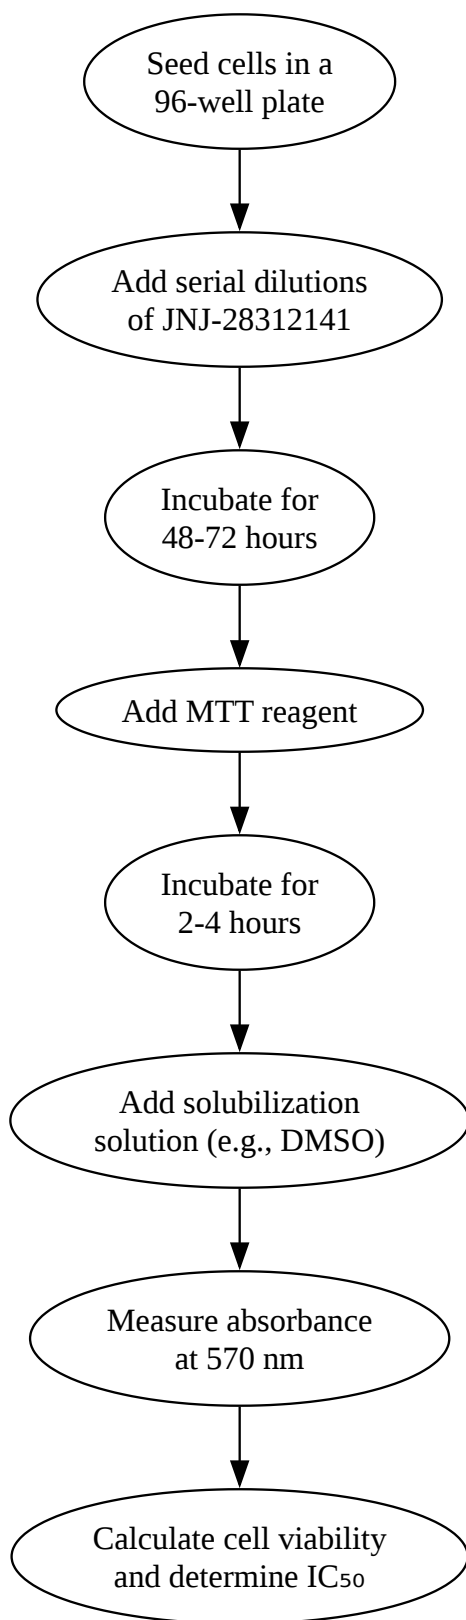 Seed cells in a
96-well plate
Add serial dilutions
of JNJ-28312141
Incubate for
48-72 hours
Add MTT reagent
Incubate for
2-4 hours
Add solubilization
solution (e.g., DMSO)
Measure absorbance
at 570 nm
Calculate cell viability
and determine IC₅₀